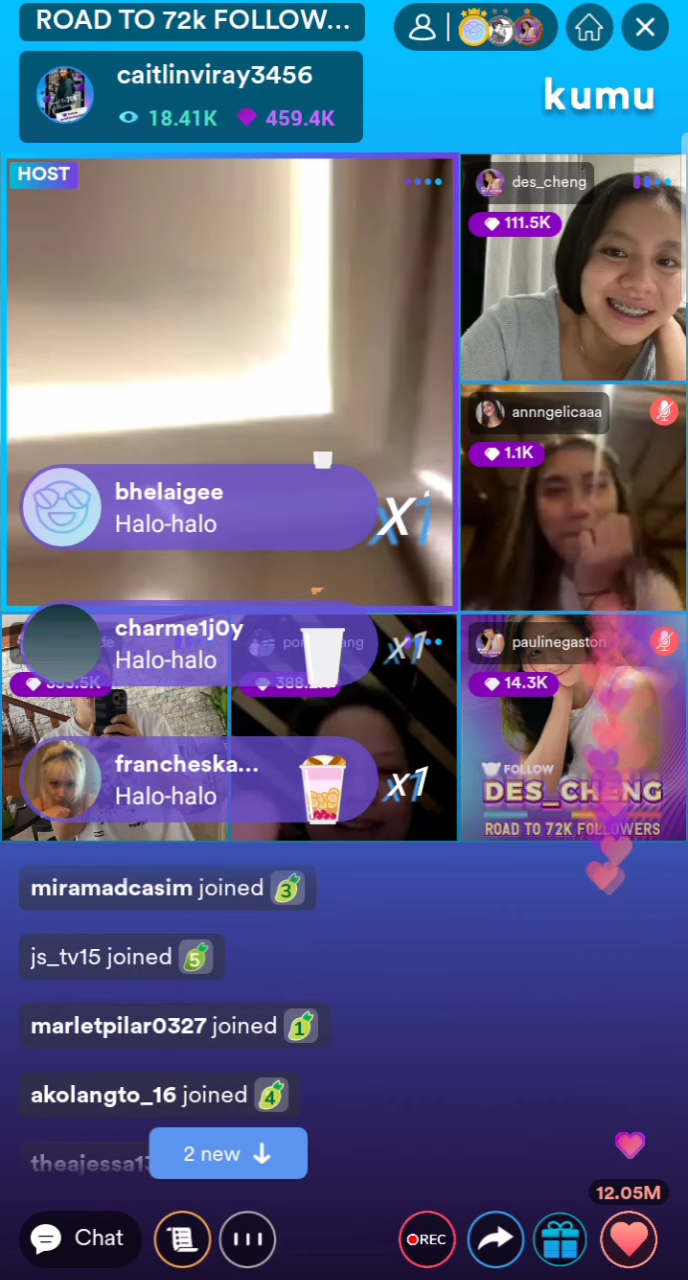 ROAD TO 72k FOLLOW...
caitlinviray3456
18.41K 459.4K
kumu
HOST
des_cheng
111.5K
annngelicaaa
1.1K
bhelaigee
Halo-halo
X1
charme1j0y
Halo-halo
X1
paulinegaston
14.3K
francheska...
Halo-halo
X1
FOLLOW
DES_CHENG
ROAD TO 72K FOLLOWERS
miramadcasim joined 3
js_tv15 joined 5
marletpilar0327 joined 1
akolangto_16 joined 4
2 new
12.05M
Chat
REC